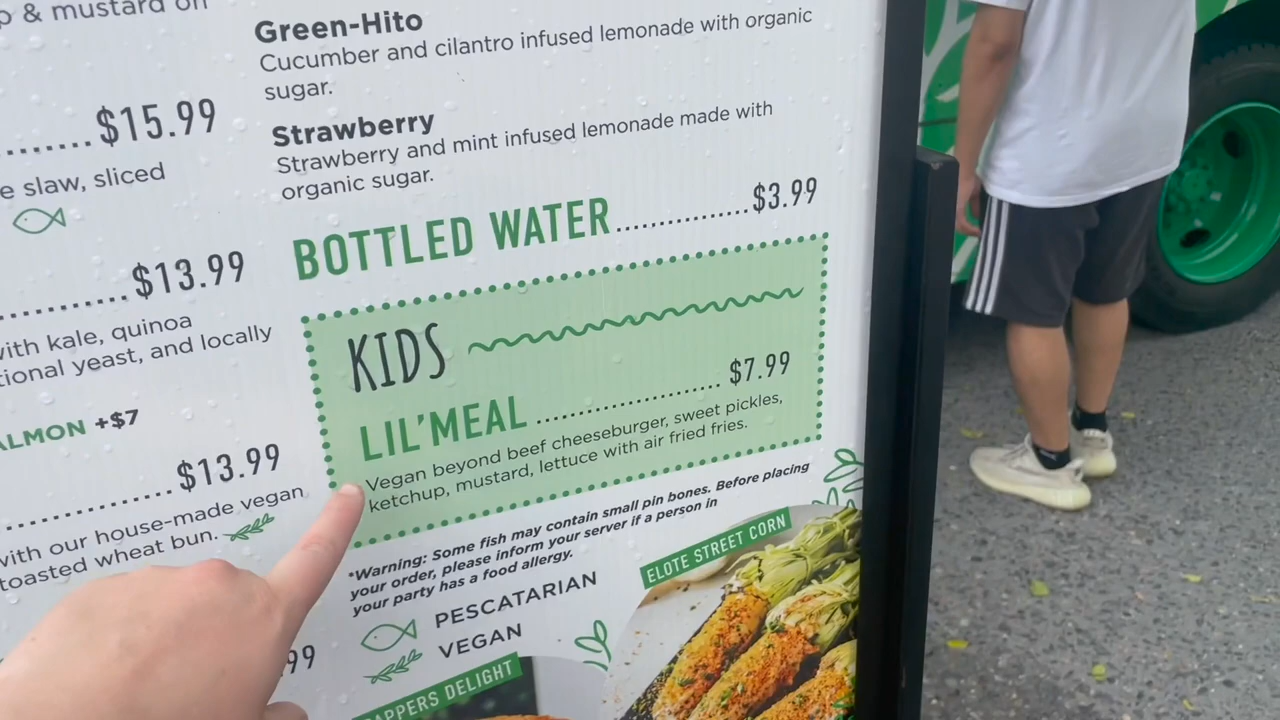 & mustard on
$15.99
slaw, sliced
$13.99
with kale, quinoa
yeast, and locally
+$7
$13.99
with our house-made vegan
toasted wheat bun.
Green-Hito
Cucumber and cilantro infused lemonade with organic
sugar.
Strawberry
Strawberry and mint infused lemonade made with
organic sugar.
BOTTLED WATER $3.99
KIDS
LIL'MEAL $7.99
Vegan beyond beef cheeseburger, sweet pickles,
ketchup, mustard, lettuce with air fried fries.
*Warning: Some fish may contain small pin bones. Before placing
your order, please inform your server if a person in
your party has a food allergy.
PESCATARIAN
VEGAN
ELOTE STREET CORN
DELIGHT